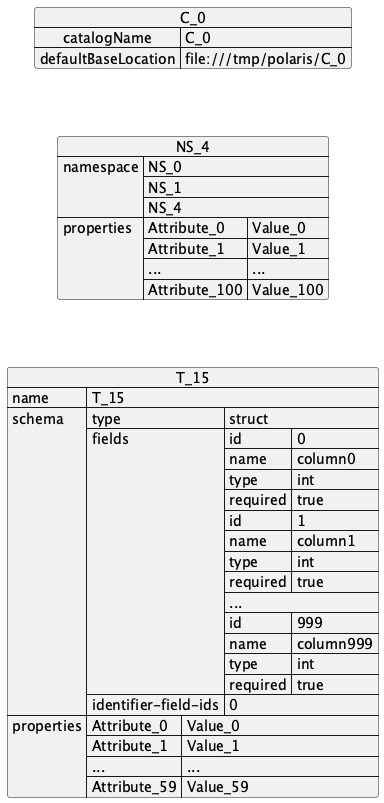 C_0
catalogName C_0
defaultBaseLocation file:///tmp/polaris/C_0
NS_4
namespace NS_0
NS_1
NS_4
properties Attribute_0 Value_0
Attribute_1 Value_1
... ...
Attribute_100 Value_100
T_15
name T_15
schema type struct
fields id 0
name column0
type int
required true
id 1
name column1
type int
required true
...
id 999
name column999
type int
required true
identifier-field-ids 0
properties Attribute_0 Value_0
Attribute_1 Value_1
... ...
Attribute_59 Value_59